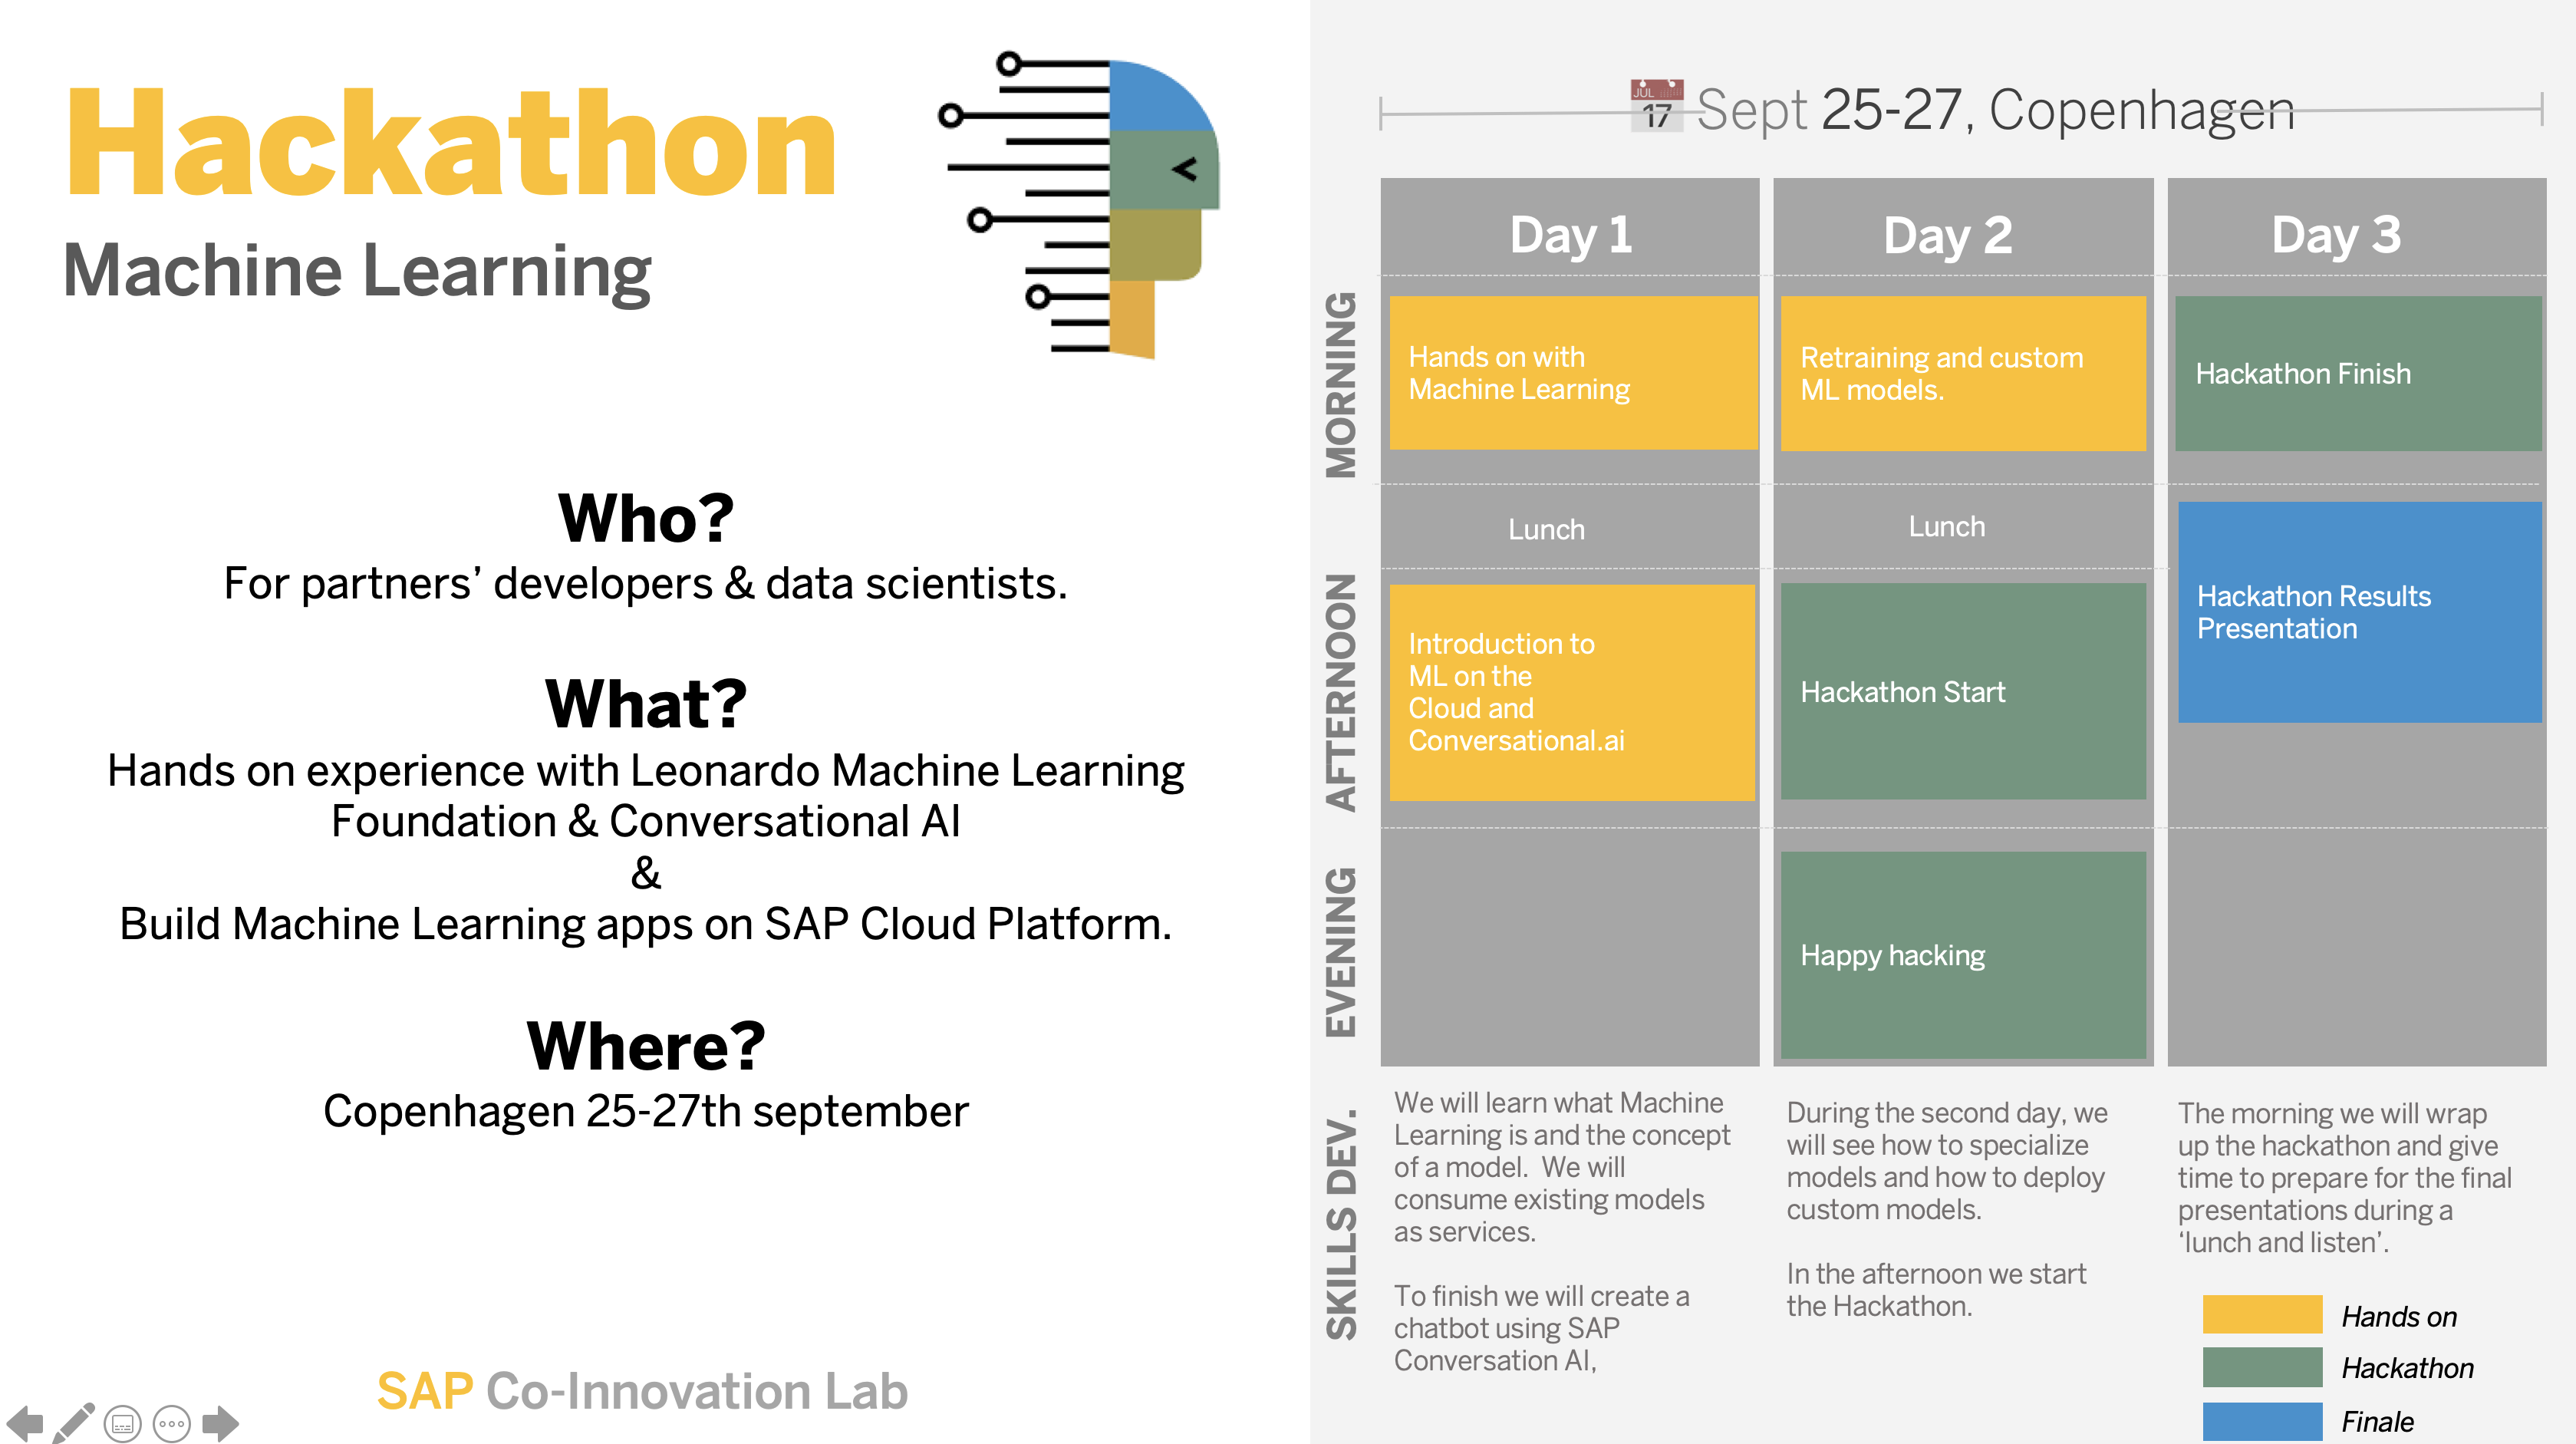 Hackathon
Machine Learning
Who?
For partners’ developers & data scientists.
What?
Hands on experience with Leonardo Machine Learning
Foundation & Conversational AI
&
Build Machine Learning apps on SAP Cloud Platform.
Where?
Copenhagen 25-27th september
SAP Co-Innovation Lab
JUL
17
Sept 25-27, Copenhagen
Day 1
Day 2
Day 3
MORNING
Hands on with
Machine Learning
Retraining and custom
ML models.
Hackathon Finish
Lunch
Lunch
AFTERNOON
Introduction to
ML on the
Cloud and
Conversational.ai
Hackathon Start
Hackathon Results
Presentation
EVENING
Happy hacking
SKILLS DEV.
We will learn what Machine
Learning is and the concept
of a model.  We will
consume existing models
as services.
To finish we will create a
chatbot using SAP
Conversation AI,
During the second day, we
will see how to specialize
models and how to deploy
custom models.
In the afternoon we start
the Hackathon.
The morning we will wrap
up the hackathon and give
time to prepare for the final
presentations during a
‘lunch and listen’.
Hands on
Hackathon
Finale